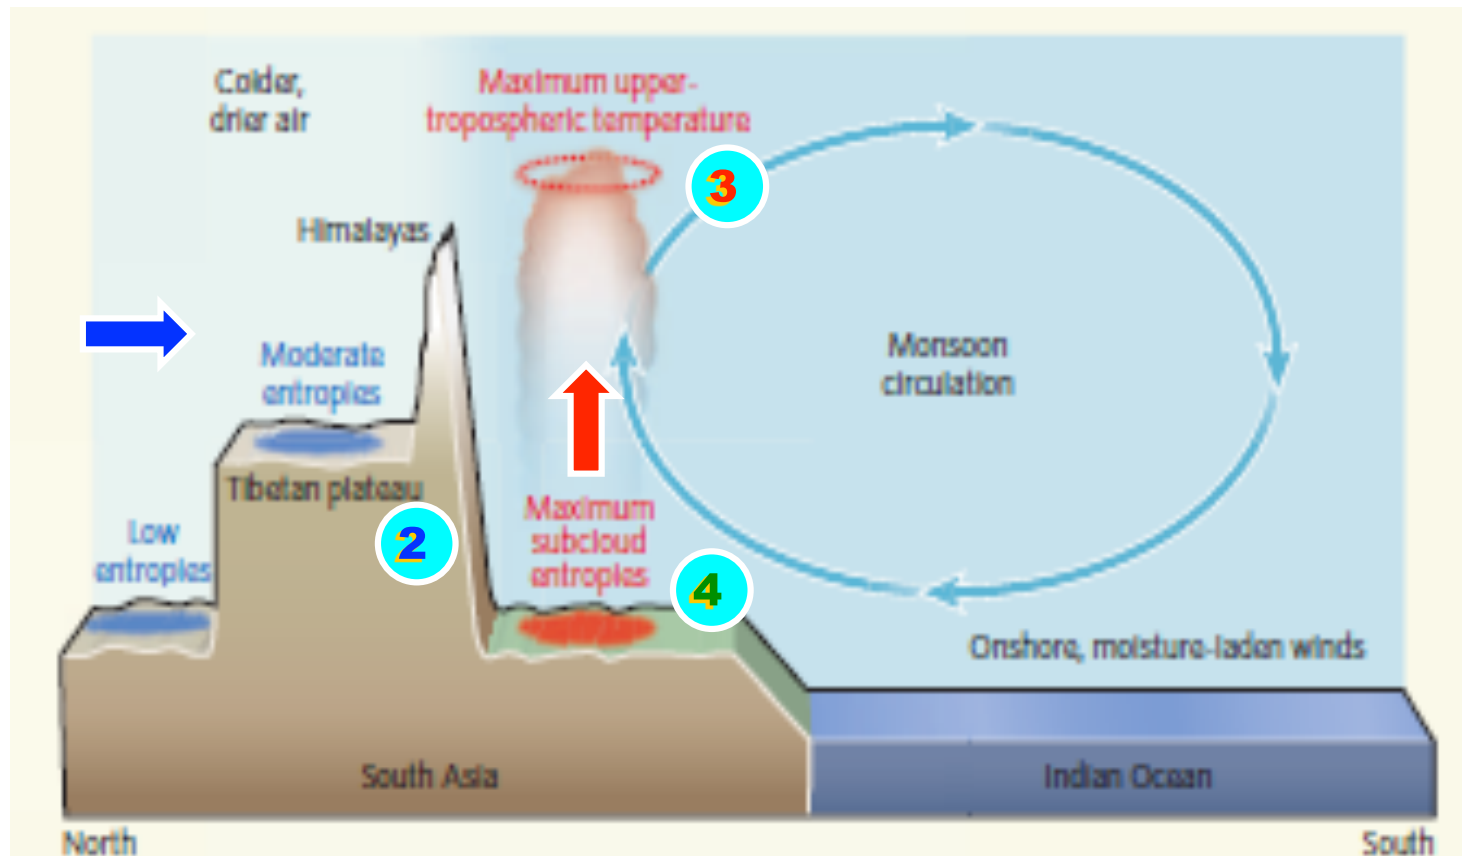 Colder,
drier air
Maximum upper-
tropospheric temperature
3
Himalayas
Moderate
entropies
Monsoon
circulation
Tibetan plateau
2
Low
entropies
Maximum
subcloud
entropies
4
Onshore, moisture-laden winds
South Asia
Indian Ocean
North
South